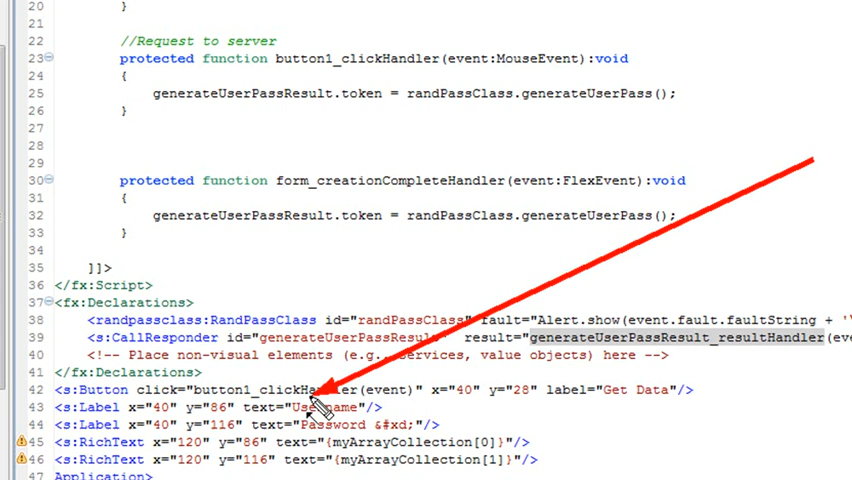 20 }
21
22 //Request to server
23 protected function button1_clickHandler(event:MouseEvent):void
24 {
25 generateUserPassResult.token = randPassClass.generateUserPass();
26 }
27
28
29
30 protected function form_creationCompleteHandler(event:FlexEvent):void
31 {
32 generateUserPassResult.token = randPassClass.generateUserPass();
33 }
34
35 ]]>
36 </fx:Script>
37 <fx:Declarations>
38 <randpassclass:RandPassClass id="randPassClass" fault="Alert.show(event.fault.faultString + '\
39 <s:CallResponder id="generateUserPassResult" result="generateUserPassResult_resultHandler(eve
40 <!-- Place non-visual elements (e.g., services, value objects) here -->
41 </fx:Declarations>
42 <s:Button click="button1_clickHandler(event)" x="40" y="28" label="Get Data"/>
43 <s:Label x="40" y="86" text="Username"/>
44 <s:Label x="40" y="116" text="Password &#xd;"/>
45 <s:RichText x="120" y="86" text="{myArrayCollection[0]}"/>
46 <s:RichText x="120" y="116" text="{myArrayCollection[1]}"/>
47 Application>